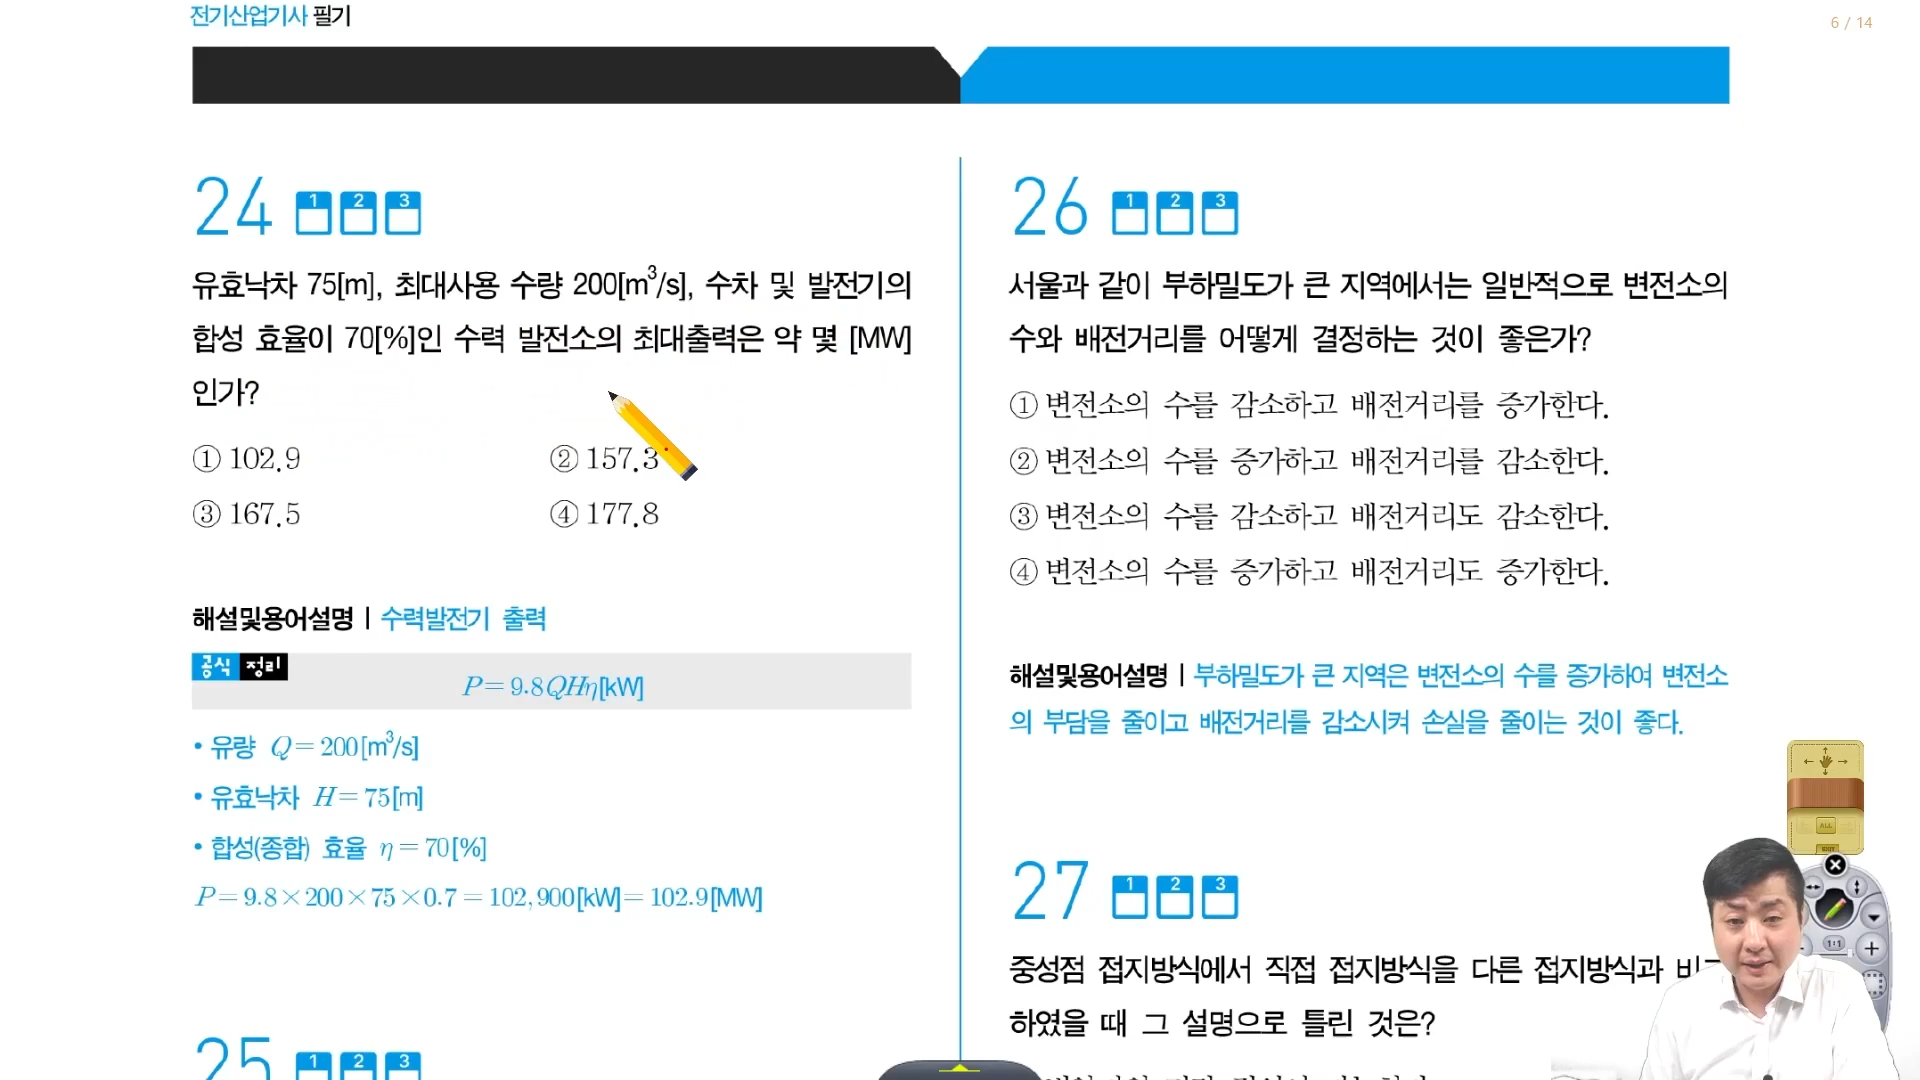 전기산업기사 필기
6 / 14
24 1 2 3
유효낙차 75[m], 최대사용 수량 200[m³/s], 수차 및 발전기의
합성 효율이 70[%]인 수력 발전소의 최대출력은 약 몇 [MW]
인가?
① 102.9 ② 157.3
③ 167.5 ④ 177.8
해설및용어설명 | 수력발전기 출력
공식 정리
P=9.8QHη[kW]
• 유량 Q=200[m³/s]
• 유효낙차 H=75[m]
• 합성(종합) 효율 η=70[%]
P=9.8×200×75×0.7=102,900[kW]=102.9[MW]
25 1 2 3
26 1 2 3
서울과 같이 부하밀도가 큰 지역에서는 일반적으로 변전소의
수와 배전거리를 어떻게 결정하는 것이 좋은가?
① 변전소의 수를 감소하고 배전거리를 증가한다.
② 변전소의 수를 증가하고 배전거리를 감소한다.
③ 변전소의 수를 감소하고 배전거리도 감소한다.
④ 변전소의 수를 증가하고 배전거리도 증가한다.
해설및용어설명 | 부하밀도가 큰 지역은 변전소의 수를 증가하여 변전소
의 부담을 줄이고 배전거리를 감소시켜 손실을 줄이는 것이 좋다.
27 1 2 3
중성점 접지방식에서 직접 접지방식을 다른 접지방식과
하였을 때 그 설명으로 틀린 것은?
ALL
EXIT
1:1